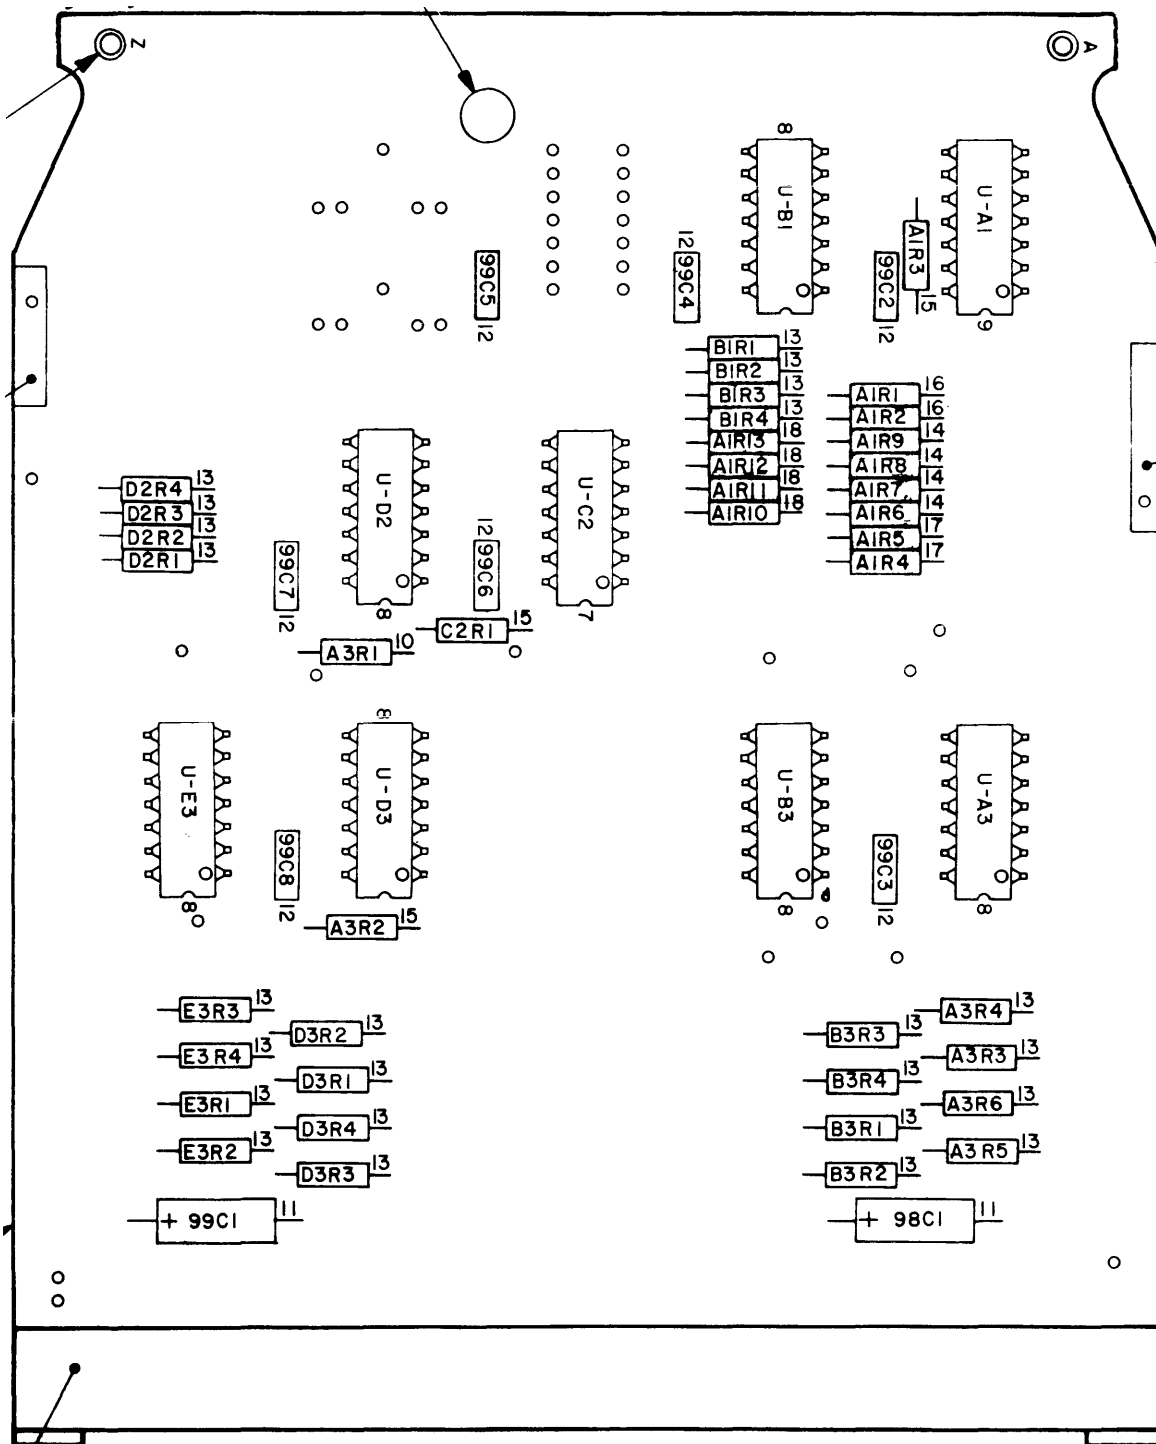 Z
A
8
U-B1
U-A1
9
A1R3
15
99C5
12
12
99C4
99C2
12
B1R1 13
B1R2 13
B1R3 13
B1R4 13
A1R13 18
A1R12 18
A1R11 18
A1R10 18
A1R1 16
A1R2 16
A1R9 14
A1R8 14
A1R7 14
A1R6 14
A1R5 17
A1R4 17
D2R4 13
D2R3 13
D2R2 13
D2R1 13
U-D2
8
U-C2
7
99C7
12
12
99C6
C2R1 15
A3R1 10
U-E3
8
8
U-D3
U-B3
8
U-A3
8
99C8
12
99C3
12
A3R2 15
E3R3 13
D3R2 13
E3R4 13
D3R1 13
E3R1 13
D3R4 13
E3R2 13
D3R3 13
A3R4 13
B3R3 13
A3R3 13
B3R4 13
A3R6 13
B3R1 13
A3R5 13
B3R2 13
+ 99C1 11
+ 98C1 11